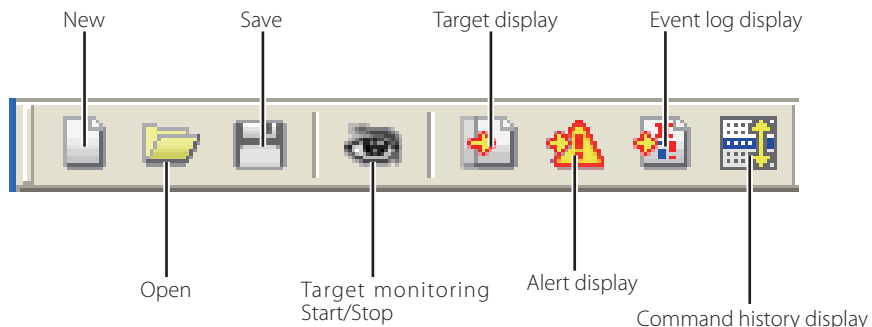 New
Save
Target display
Event log display
Open
Target monitoring
Start/Stop
Alert display
Command history display